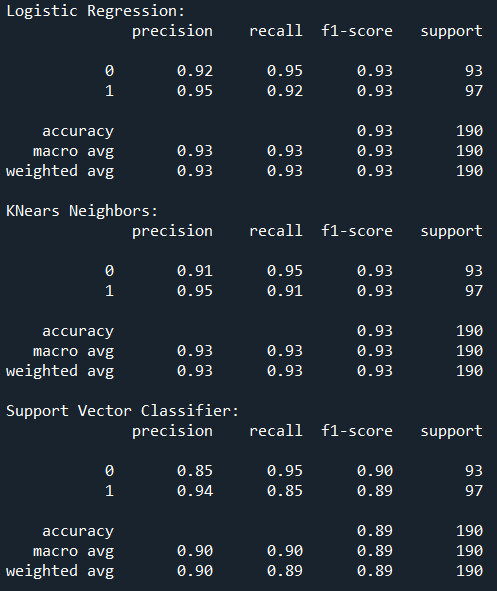 Logistic Regression:
precision recall f1-score support
0 0.92 0.95 0.93 93
1 0.95 0.92 0.93 97
accuracy 0.93 190
macro avg 0.93 0.93 0.93 190
weighted avg 0.93 0.93 0.93 190
KNears Neighbors:
precision recall f1-score support
0 0.91 0.95 0.93 93
1 0.95 0.91 0.93 97
accuracy 0.93 190
macro avg 0.93 0.93 0.93 190
weighted avg 0.93 0.93 0.93 190
Support Vector Classifier:
precision recall f1-score support
0 0.85 0.95 0.90 93
1 0.94 0.85 0.89 97
accuracy 0.89 190
macro avg 0.90 0.90 0.89 190
weighted avg 0.90 0.89 0.89 190